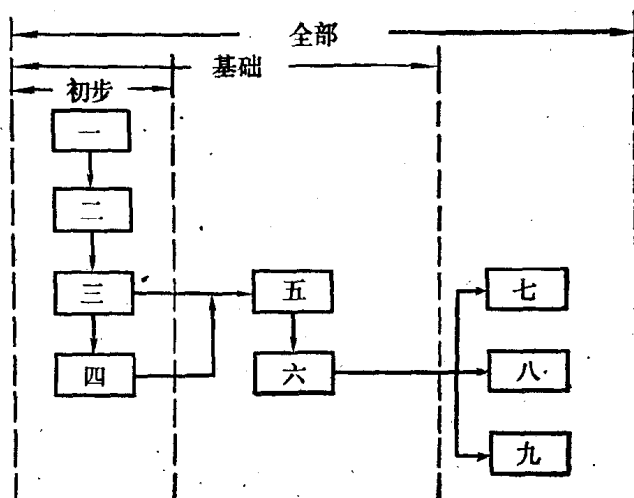 全部
基础
初步
一
二
三
五
七
四
六
八
九